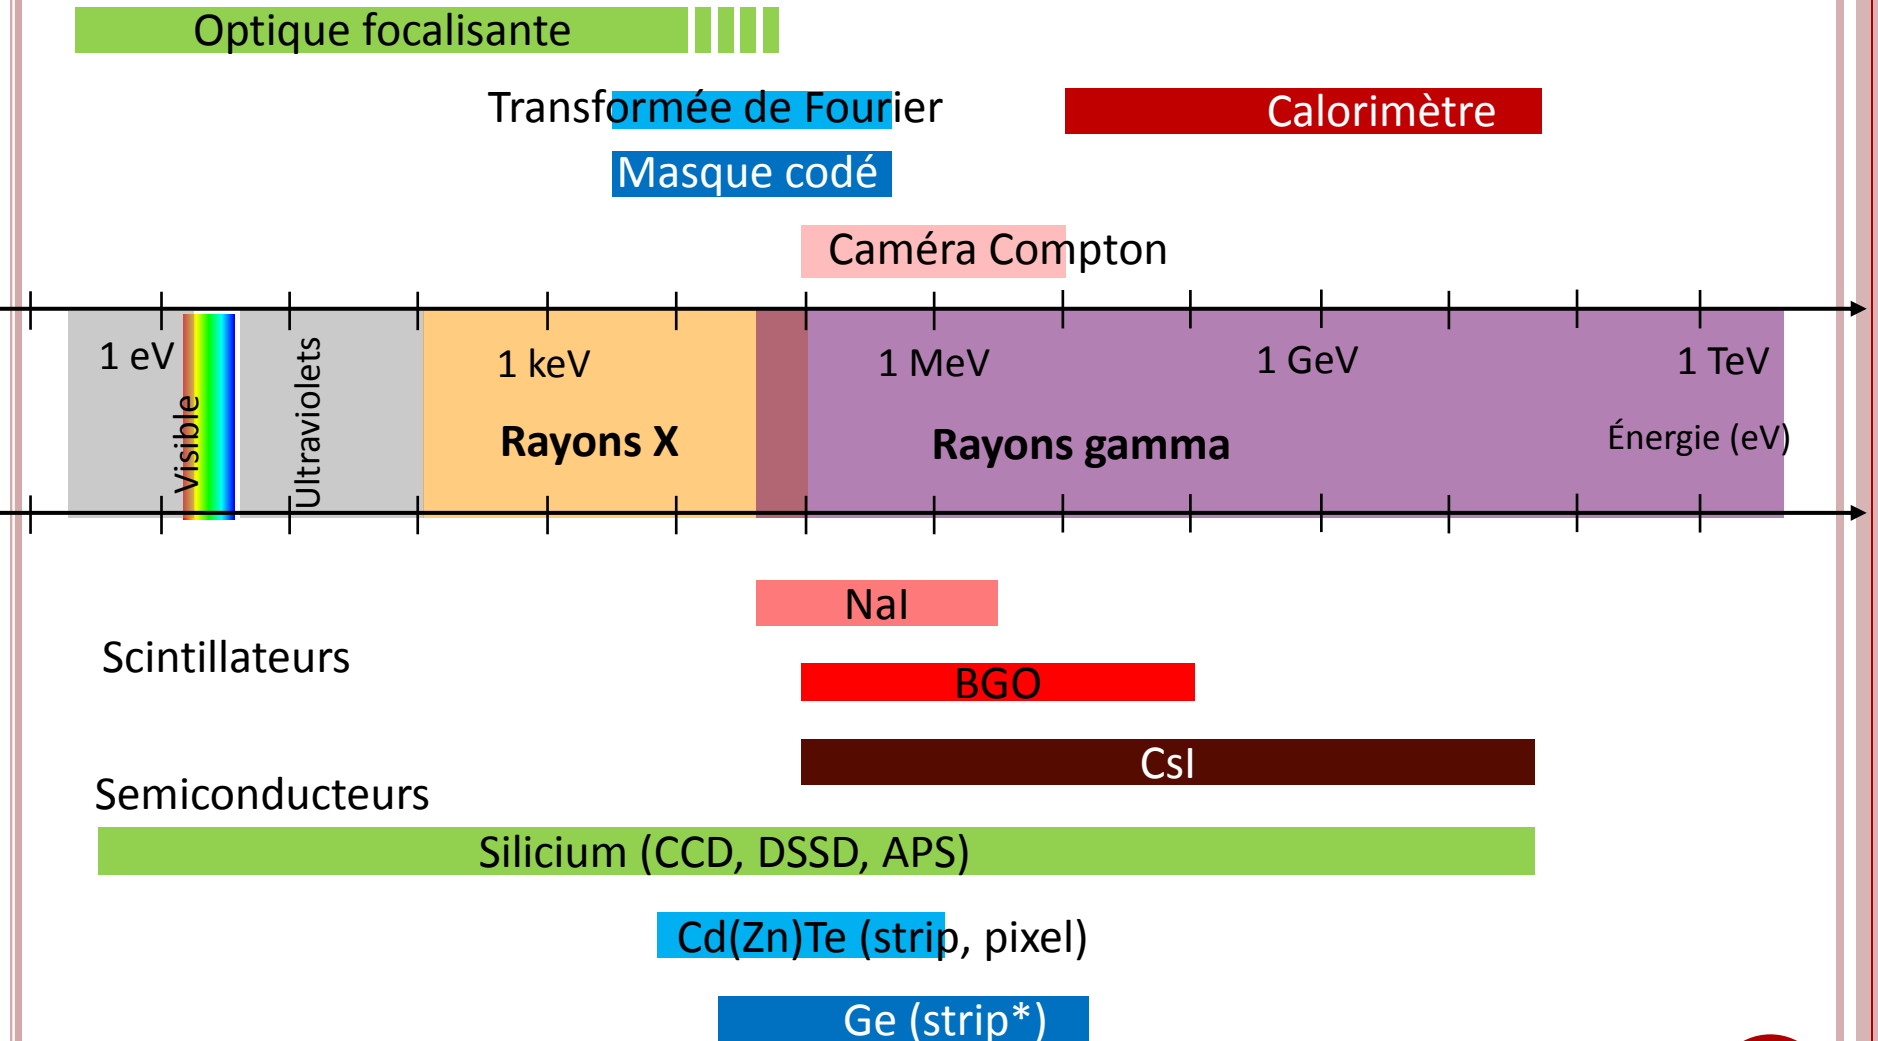 Optique focalisante
Transformée de Fourier
Calorimètre
Masque codé
Caméra Compton
1 eV
1 keV
1 MeV
1 GeV
1 TeV
Visible
Ultraviolets
Rayons X
Rayons gamma
Énergie (eV)
NaI
Scintillateurs
BGO
CsI
Semiconducteurs
Silicium (CCD, DSSD, APS)
Cd(Zn)Te (strip, pixel)
Ge (strip*)